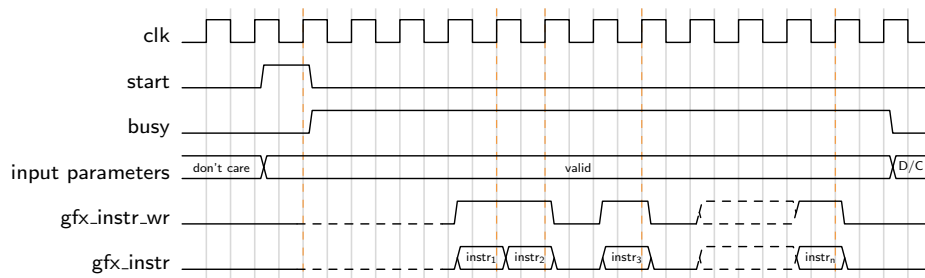 clk
start
busy
input parameters don't care valid D/C
gfx_instr_wr
gfx_instr instr₁ instr₂ instr₃ instrₙ